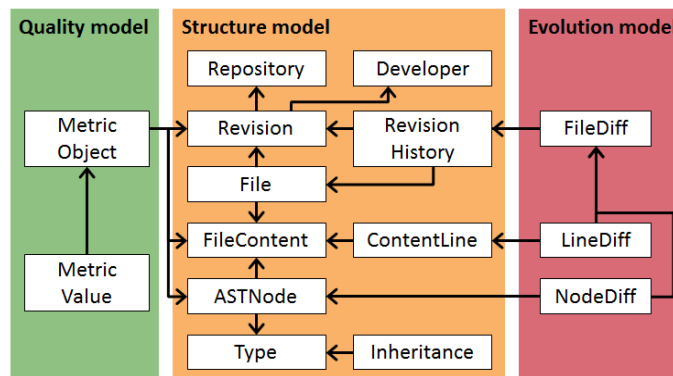 Quality model
Structure model
Evolution model
Repository
Developer
Metric
Object
Revision
Revision
History
FileDiff
File
FileContent
ContentLine
LineDiff
Metric
Value
ASTNode
NodeDiff
Type
Inheritance